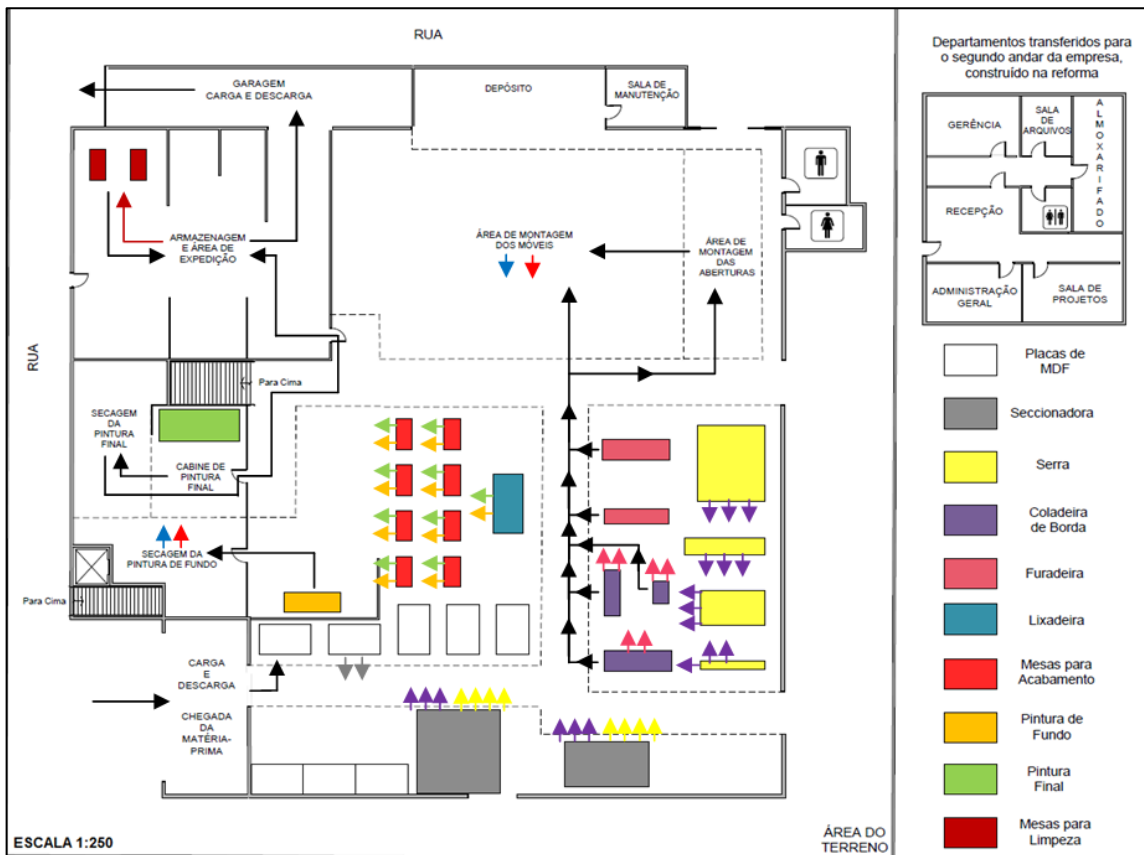 RUA
GARAGEM
CARGA E DESCARGA
DEPÓSITO
SALA DE
MANUTENÇÃO
ARMAZENAGEM
E ÁREA DE
EXPEDIÇÃO
ÁREA DE MONTAGEM
DOS MÓVEIS
ÁREA DE
MONTAGEM
DAS
ABERTURAS
RUA
Para Cima
SECAGEM
DA
PINTURA
FINAL
CABINE DE
PINTURA
FINAL
SECAGEM DA
PINTURA DE FUNDO
Para Cima
CARGA
E
DESCARGA
CHEGADA
DA
MATÉRIA-
PRIMA
ESCALA 1:250
ÁREA DO
TERRENO
Departamentos transferidos para
o segundo andar da empresa,
construído na reforma
GERÊNCIA
SALA
DE
ARQUIVOS
ALMOXARIFADO
RECEPÇÃO
ADMINISTRAÇÃO
GERAL
SALA DE
PROJETOS
Placas de
MDF
Seccionadora
Serra
Coladeira
de Borda
Furadeira
Lixadeira
Mesas para
Acabamento
Pintura de
Fundo
Pintura
Final
Mesas para
Limpeza